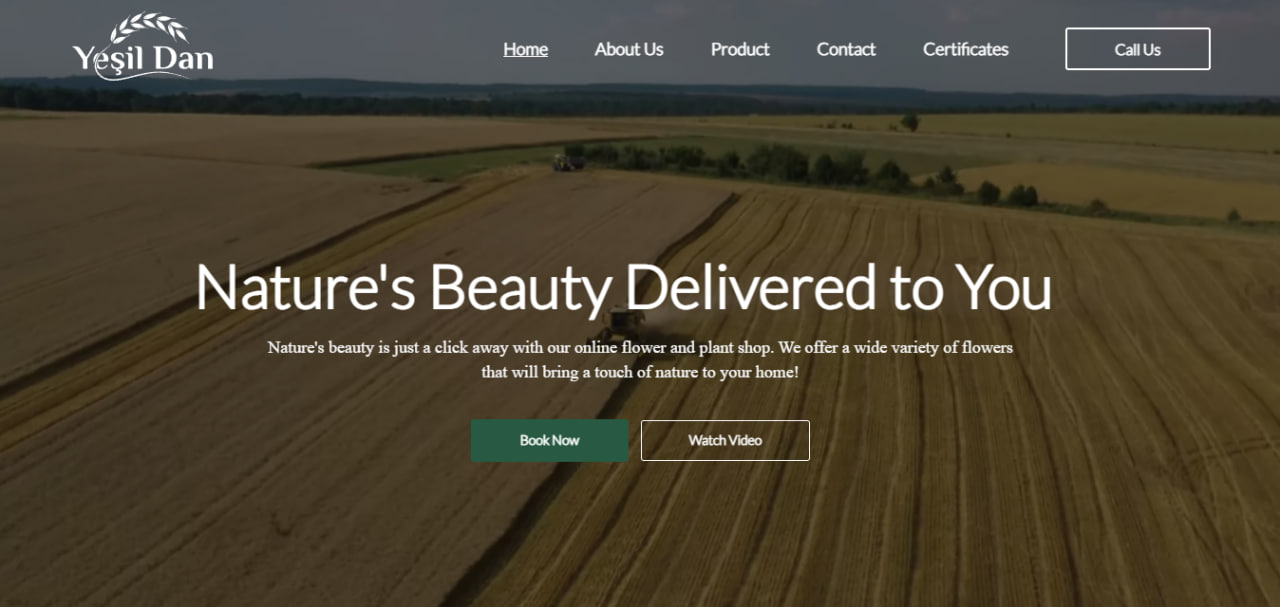 Yeşil Dan
Home
About Us
Product
Contact
Certificates
Call Us
Nature's Beauty Delivered to You
Nature's beauty is just a click away with our online flower and plant shop. We offer a wide variety of flowers
that will bring a touch of nature to your home!
Book Now
Watch Video